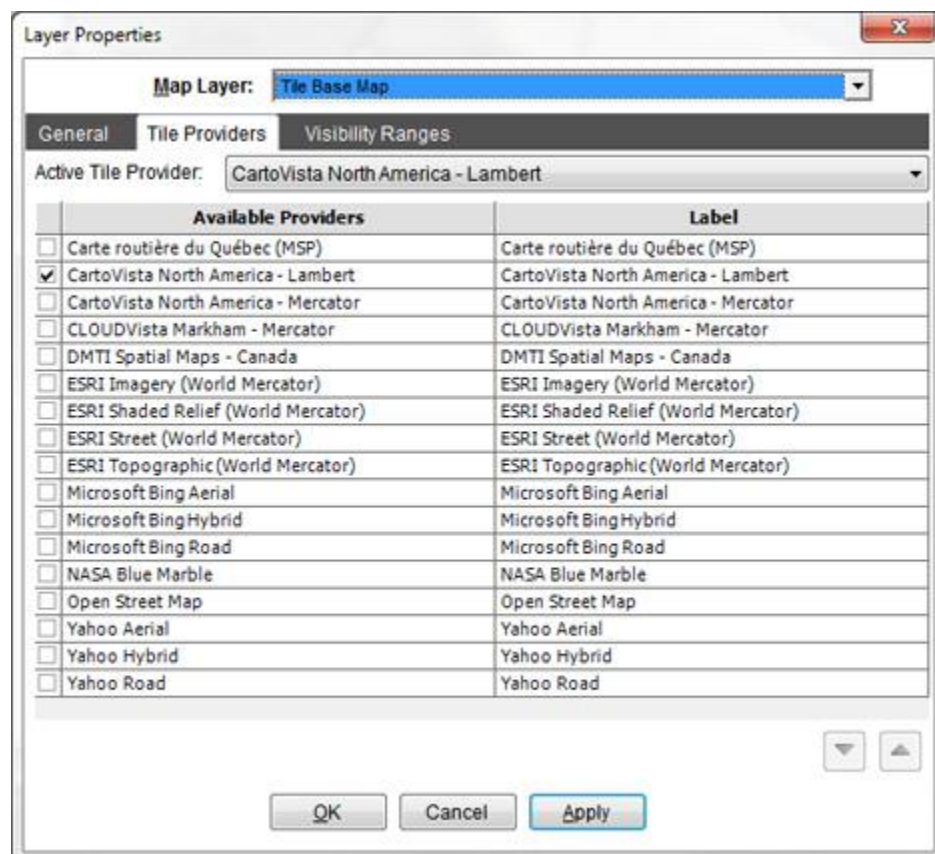 Layer Properties
Map Layer: Tile Base Map
General Tile Providers Visibility Ranges
Active Tile Provider: CartoVista North America - Lambert
Available Providers Label
Carte routière du Québec (MSP) Carte routière du Québec (MSP)
CartoVista North America - Lambert CartoVista North America - Lambert
CartoVista North America - Mercator CartoVista North America - Mercator
CLOUDVista Markham - Mercator CLOUDVista Markham - Mercator
DMTI Spatial Maps - Canada DMTI Spatial Maps - Canada
ESRI Imagery (World Mercator) ESRI Imagery (World Mercator)
ESRI Shaded Relief (World Mercator) ESRI Shaded Relief (World Mercator)
ESRI Street (World Mercator) ESRI Street (World Mercator)
ESRI Topographic (World Mercator) ESRI Topographic (World Mercator)
Microsoft Bing Aerial Microsoft Bing Aerial
Microsoft Bing Hybrid Microsoft Bing Hybrid
Microsoft Bing Road Microsoft Bing Road
NASA Blue Marble NASA Blue Marble
Open Street Map Open Street Map
Yahoo Aerial Yahoo Aerial
Yahoo Hybrid Yahoo Hybrid
Yahoo Road Yahoo Road
OK Cancel Apply